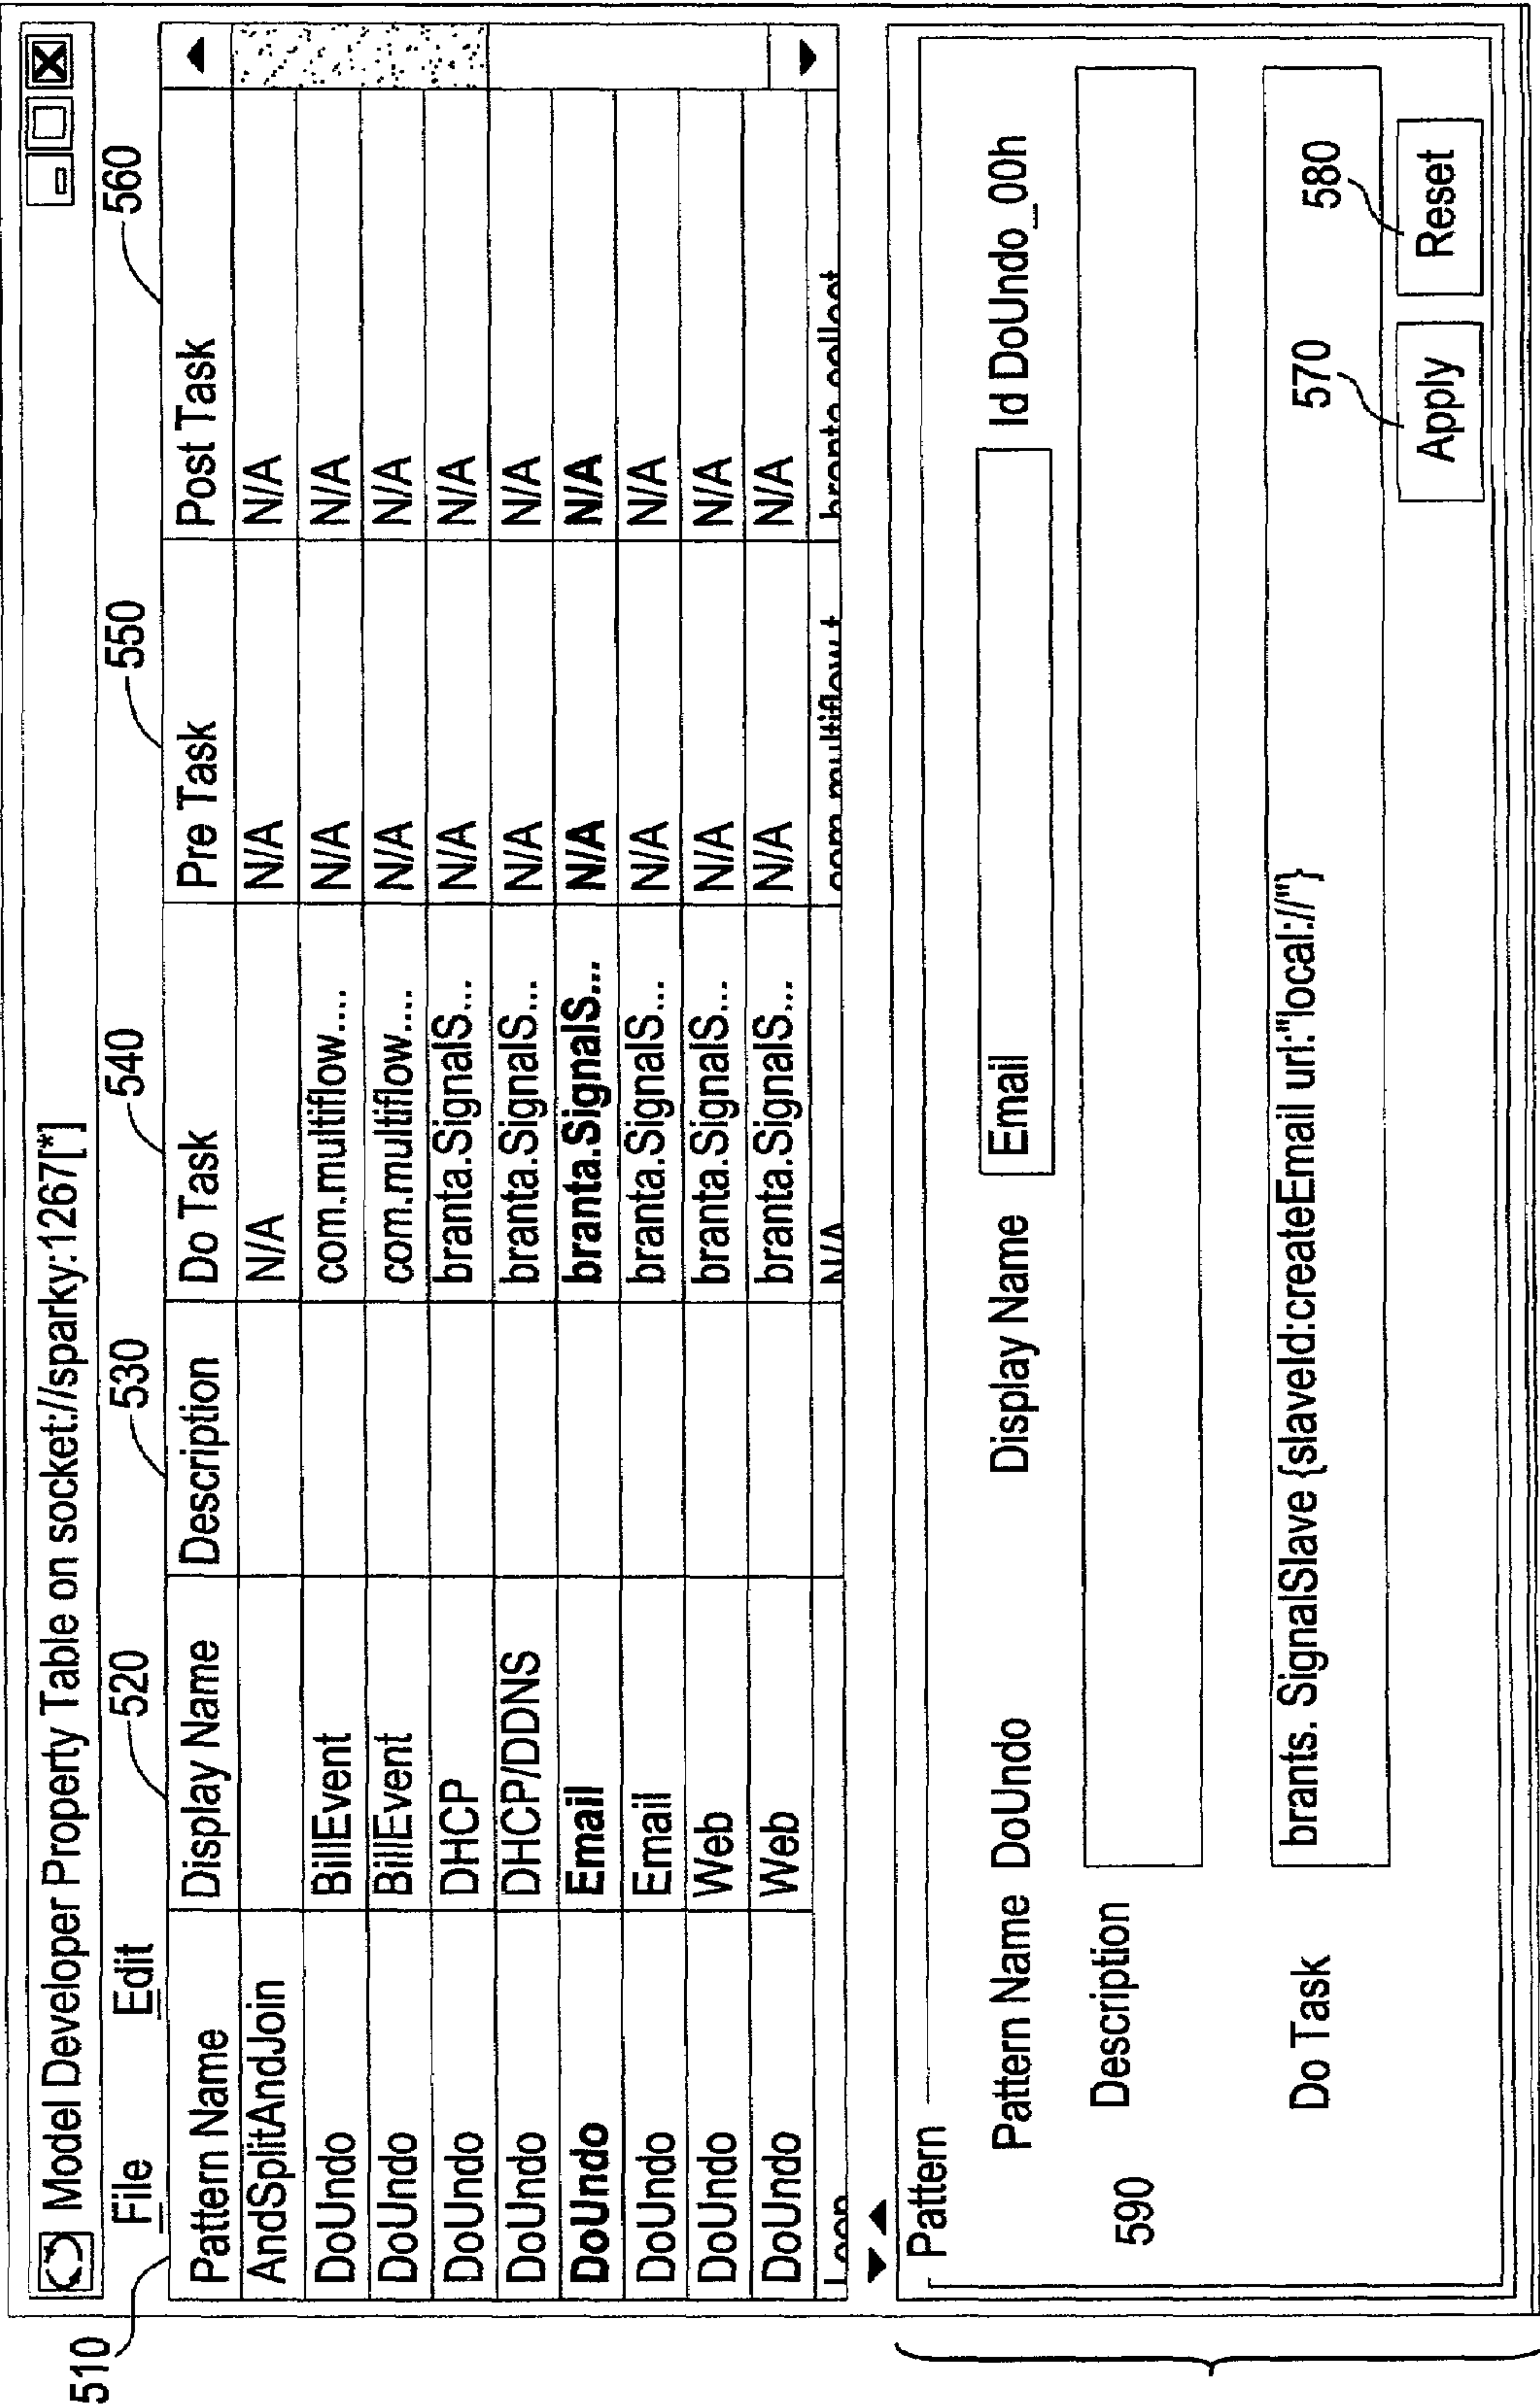 Model Developer Property Table on socket://sparky:1267[*]
File Edit
510 520 530 540 550 560
Pattern Name Display Name Description Do Task Pre Task Post Task
AndSplitAndJoin N/A N/A N/A
DoUndo BillEvent com.multiflow.... N/A N/A
DoUndo BillEvent com.multiflow.... N/A N/A
DoUndo DHCP branta.SignalS... N/A N/A
DoUndo DHCP/DDNS branta.SignalS... N/A N/A
DoUndo Email branta.SignalS... N/A N/A
DoUndo Email branta.SignalS... N/A N/A
DoUndo Web branta.SignalS... N/A N/A
DoUndo Web branta.SignalS... N/A N/A
Loop N/A com.multiflow.t
Pattern
Pattern Name DoUndo Display Name Email Id DoUndo_00h
590
Description
Do Task brants. SignalSlave {slaveId:createEmail url:"local://"}
570 580
Apply Reset